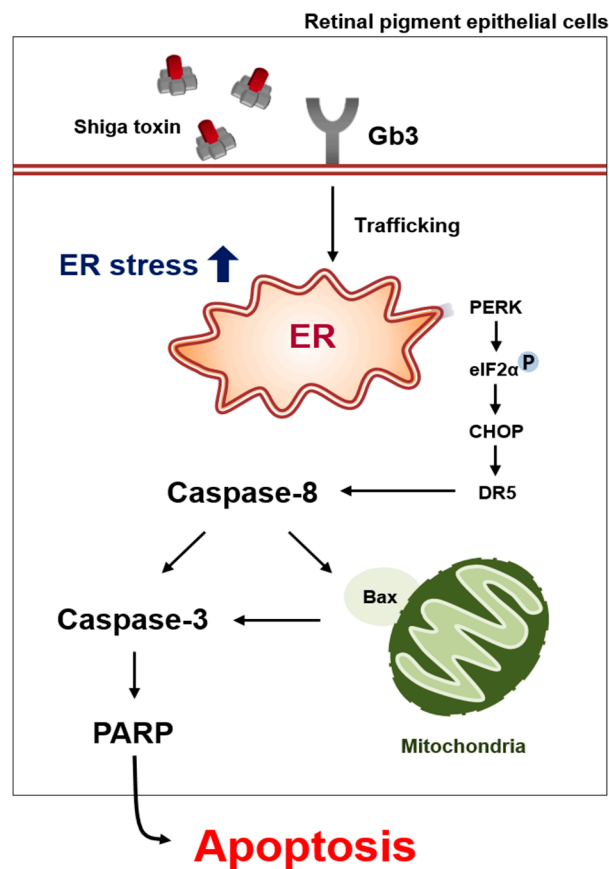 Retinal pigment epithelial cells
Shiga toxin
Gb3
Trafficking
ER stress
ER
PERK
eIF2α P
CHOP
DR5
Caspase-8
Bax
Caspase-3
PARP
Mitochondria
Apoptosis